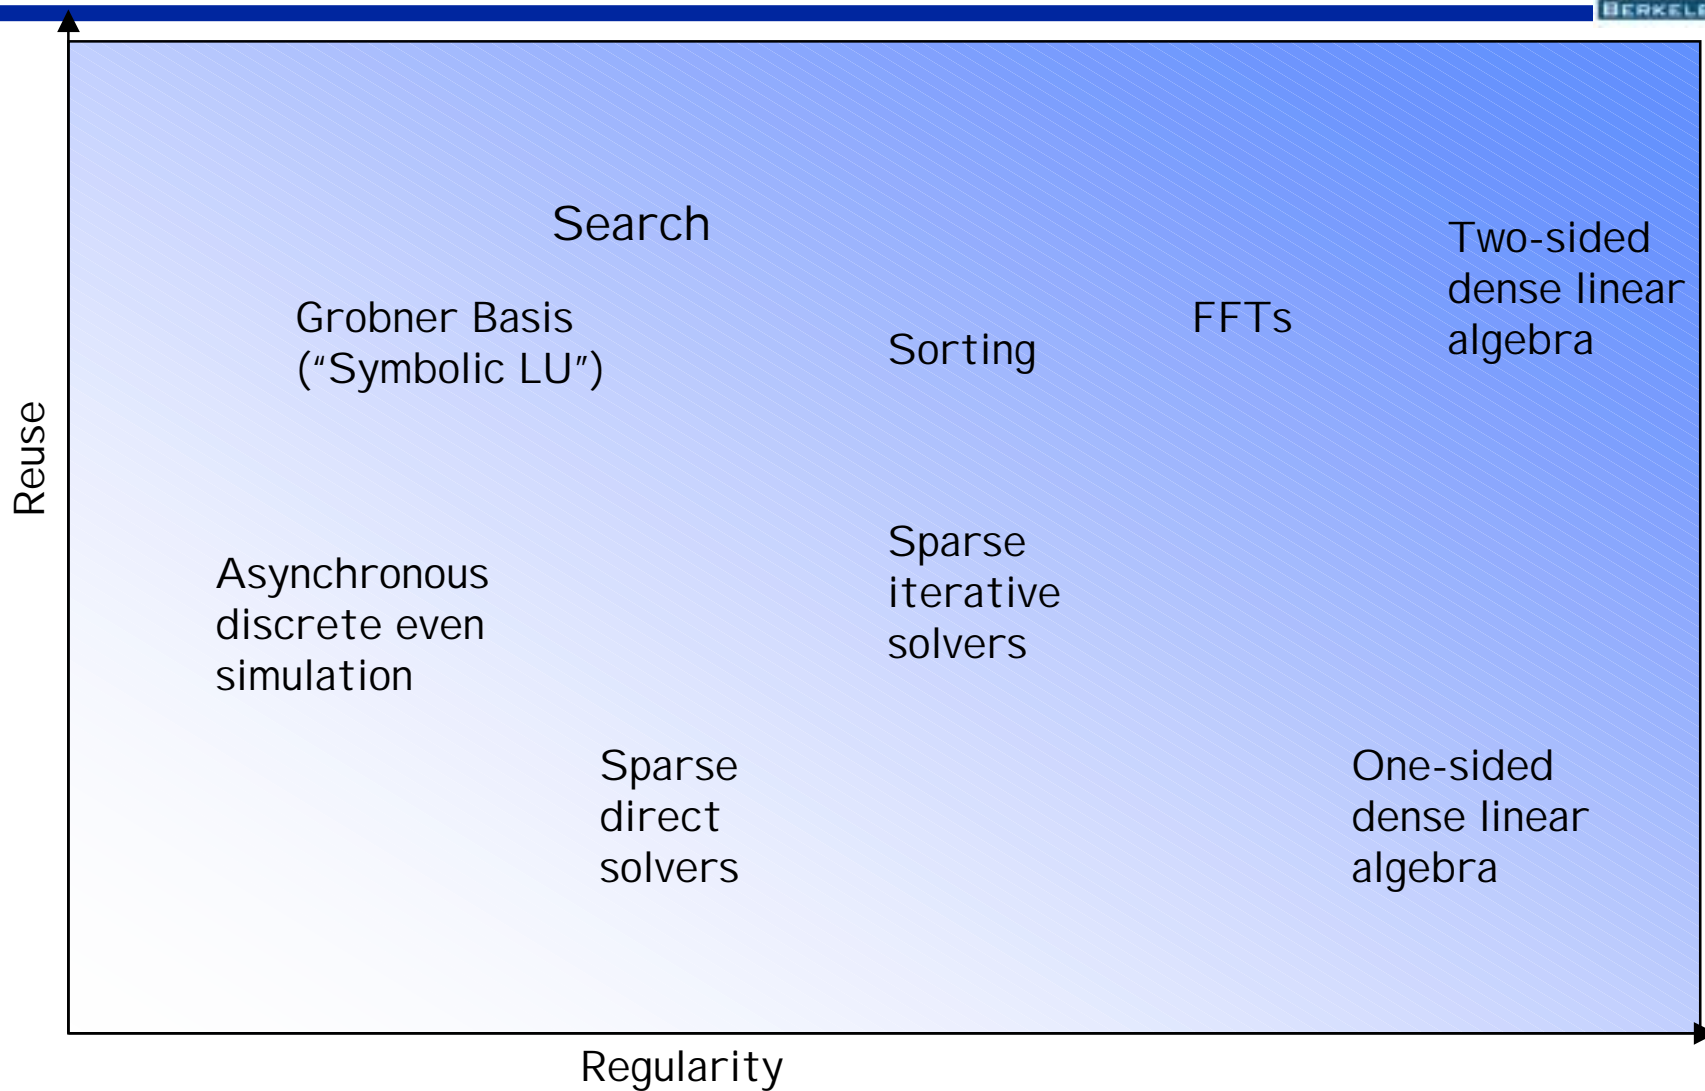 BERKELE
Search
Two-sided
dense linear
algebra
Grobner Basis
(“Symbolic LU”)
FFTs
Sorting
Reuse
Sparse
iterative
solvers
Asynchronous
discrete even
simulation
Sparse
direct
solvers
One-sided
dense linear
algebra
Regularity